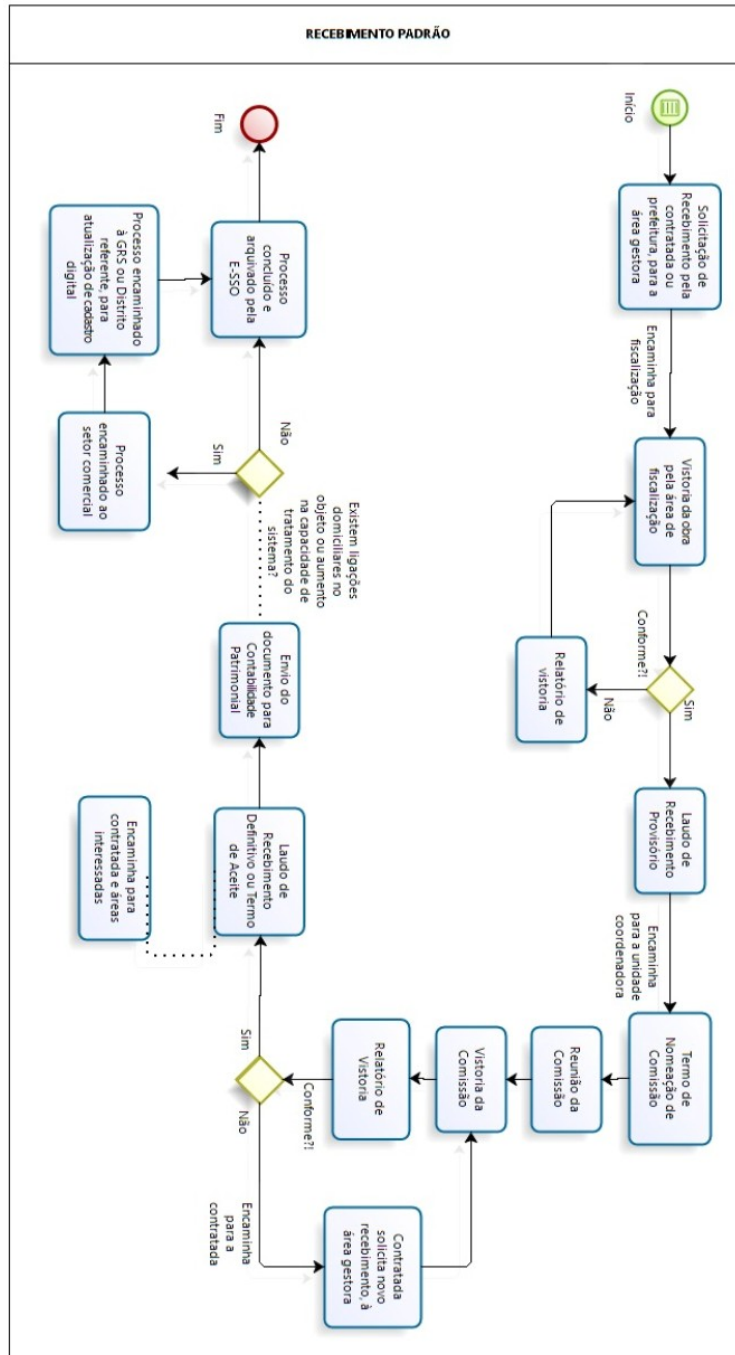 RECEBIMENTO PADRÃO
Início
Solicitação de
Recebimento pela
contratada ou
prefeitura, para a
área gestora
Encaminha para
fiscalização
Vistoria da obra
pela área de
fiscalização
Conforme?!
Sim
Não
Relatório de
vistoria
Laudo de
Recebimento
Provisório
Encaminha
para a unidade
coordenadora
Termo de
Nomeação de
Comissão
Reunião da
Comissão
Vistoria da
Comissão
Relatório de
Vistoria
Conforme?!
Sim
Não
Encaminha
para a
contratada
Contratada
solicita novo
recebimento, à
área gestora
Laudo de
Recebimento
Definitivo ou Termo
de Aceite
Encaminha para
contratada e áreas
interessadas
Envio do
documento para
Contabilidade
Patrimonial
Existem ligações
domiciliares no
objeto ou aumento
na capacidade de
tratamento do
sistema?
Não
Sim
Processo
encaminhado ao
setor comercial
Processo encaminhado
à GRS ou Distrito
referente, para
atualização de cadastro
digital
Processo
concluído e
arquivado pela
E-SSO
Fim